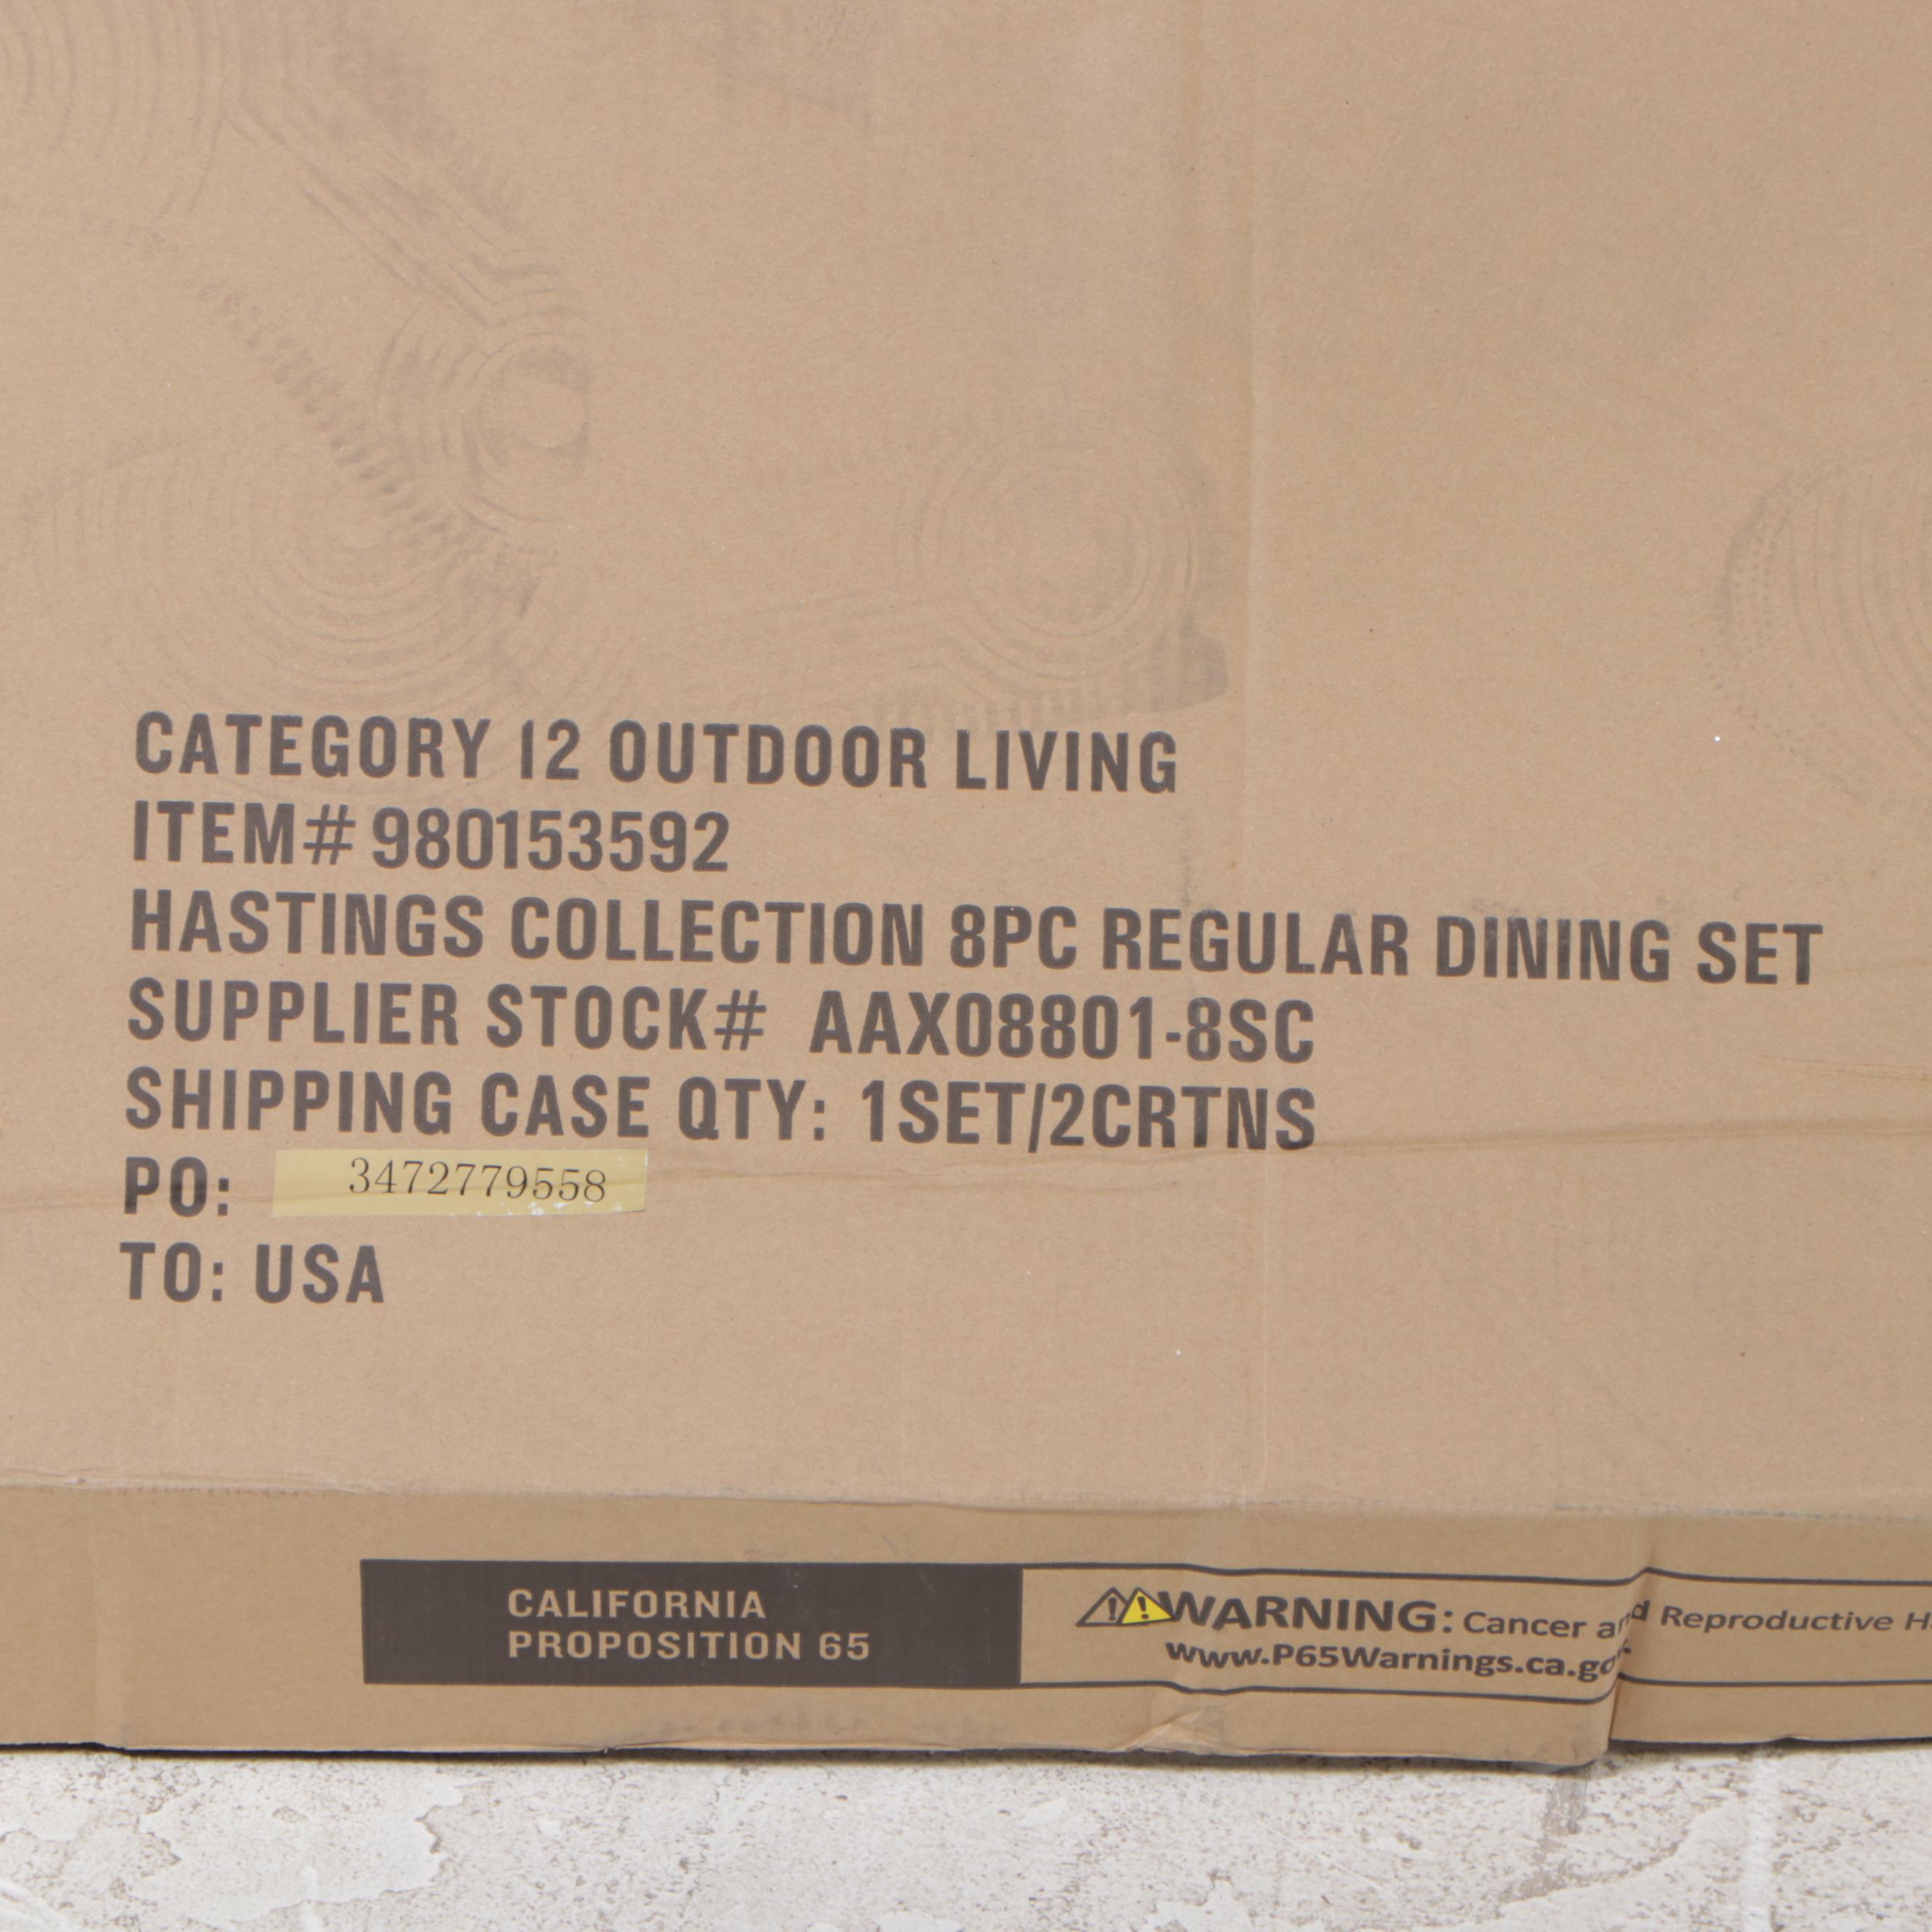 CATEGORY 12 OUTDOOR LIVING
ITEM# 980153592
HASTINGS COLLECTION 8PC REGULAR DINING SET
SUPPLIER STOCK# AAX08801-8SC
SHIPPING CASE QTY: 1SET/2CRTNS
PO: 3472779558
TO: USA
CALIFORNIA
PROPOSITION 65
WARNING: Cancer and Reproductive
www.P65Warnings.ca.gov